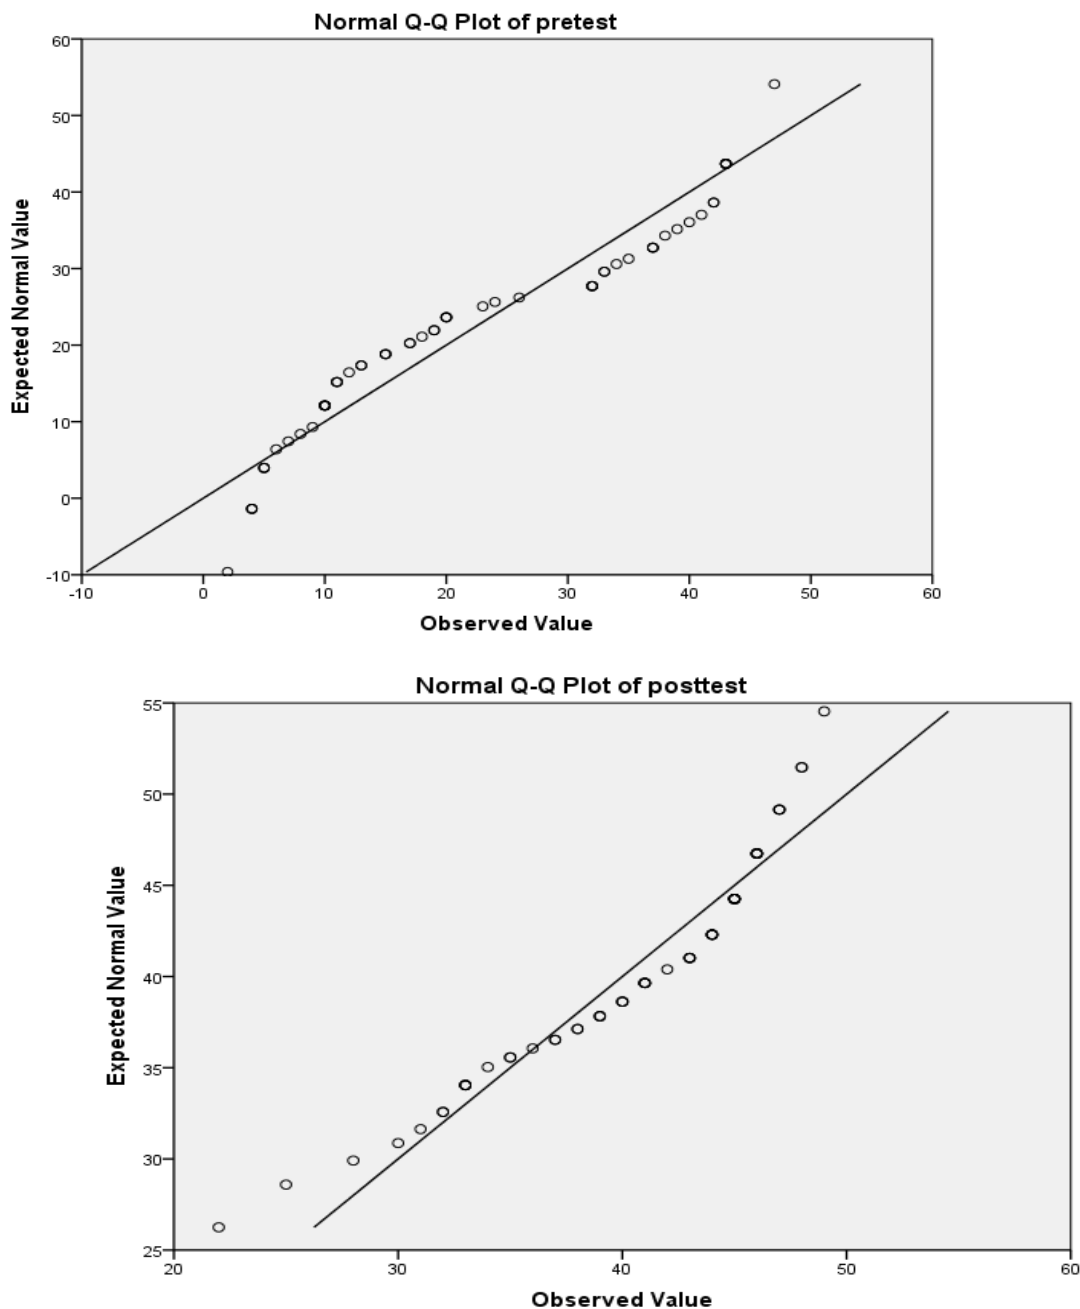 Normal Q-Q Plot of pretest
60
50
40
30
20
10
0
-10
-10 0 10 20 30 40 50 60
Expected Normal Value
Observed Value
Normal Q-Q Plot of posttest
55
50
45
40
35
30
25
20 30 40 50 60
Expected Normal Value
Observed Value